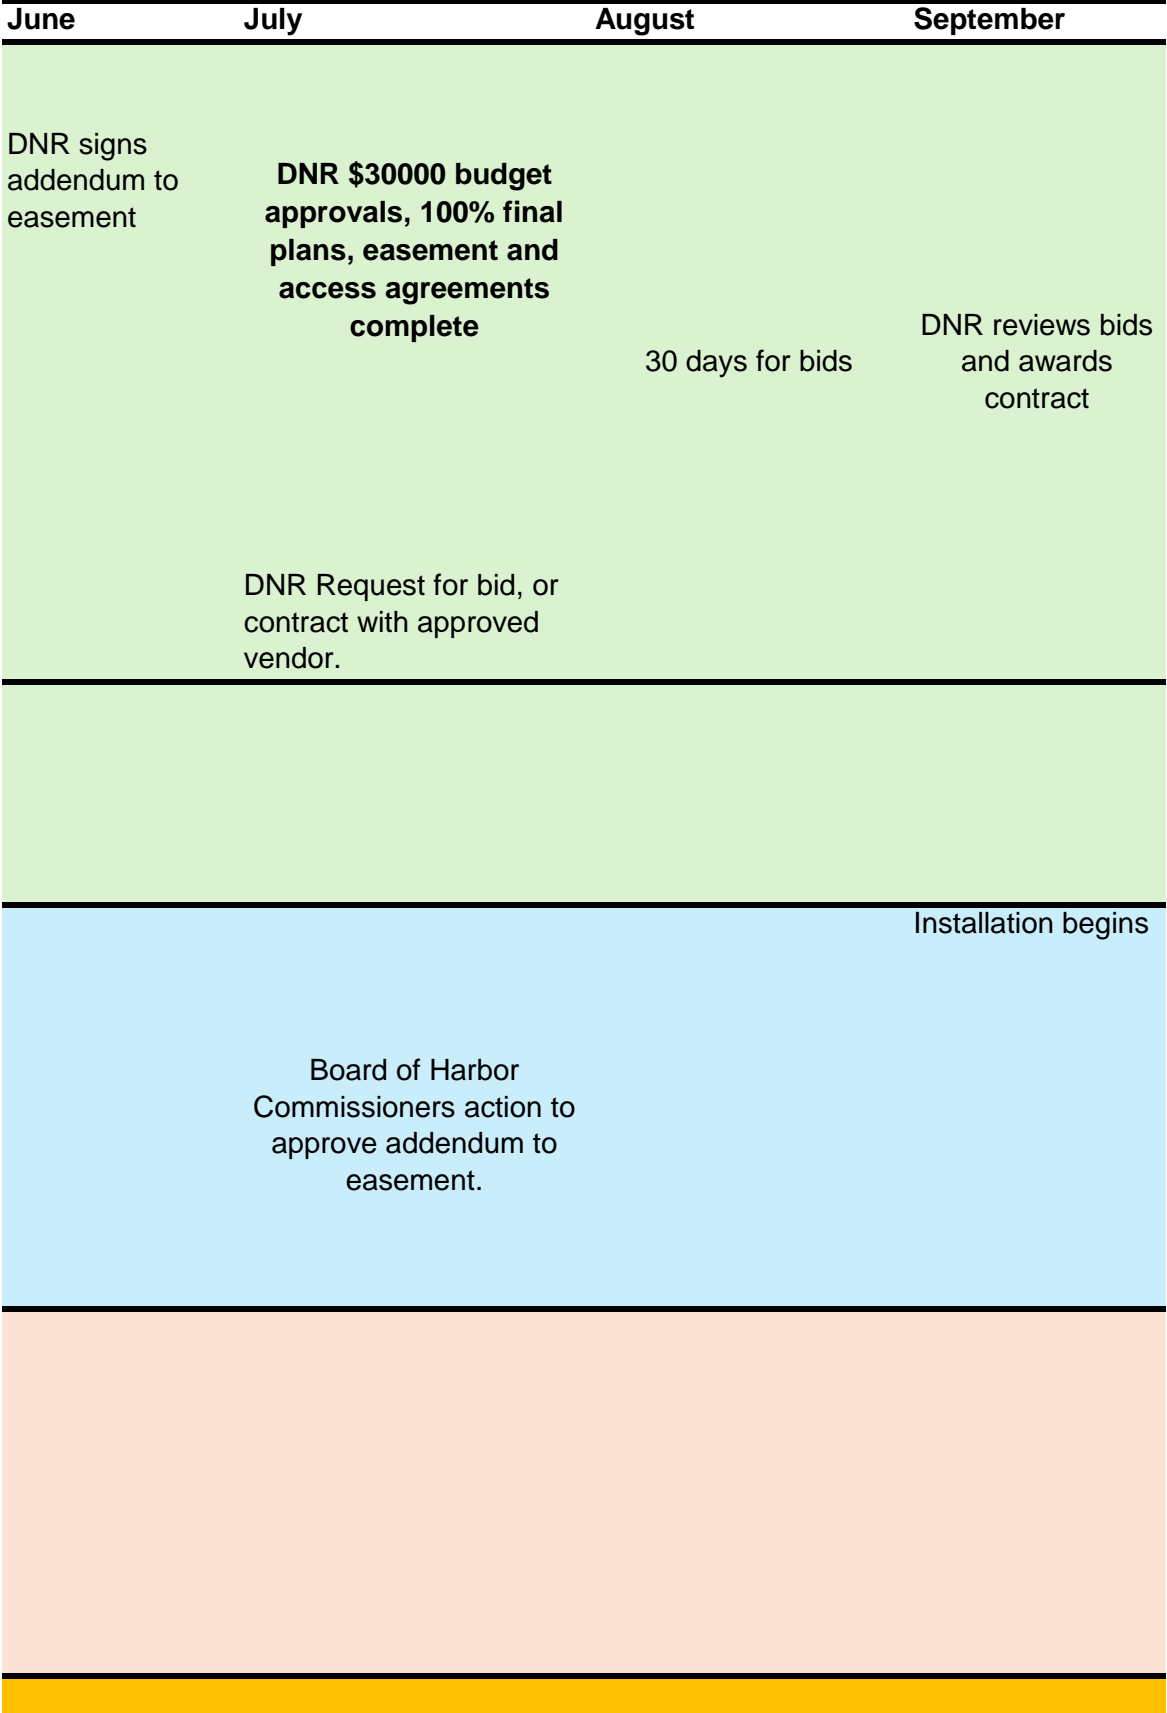 June July August September
DNR signs
addendum to
easement
DNR $30000 budget
approvals, 100% final
plans, easement and
access agreements
complete
30 days for bids
DNR reviews bids
and awards
contract
DNR Request for bid, or
contract with approved
vendor.
Installation begins
Board of Harbor
Commissioners action to
approve addendum to
easement.